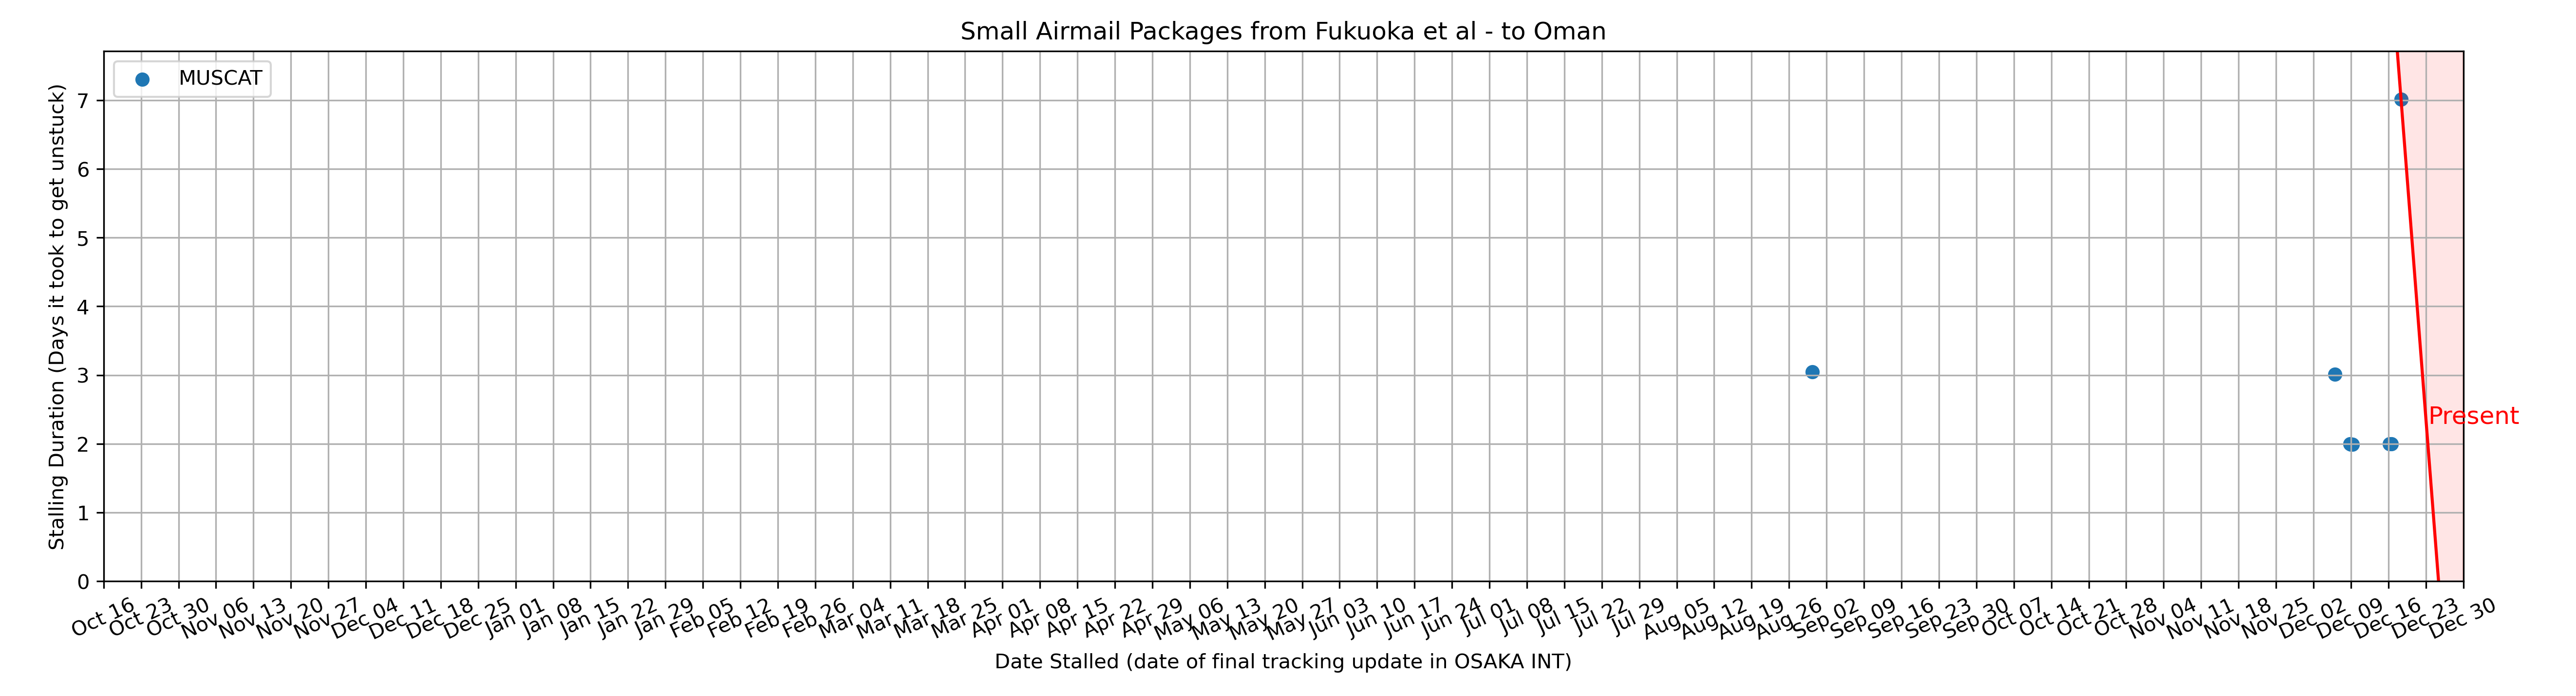 Small Airmail Packages from Fukuoka et al - to Oman
MUSCAT
Stalling Duration (Days it took to get unstuck)
7
6
5
4
3
2
1
0
Present
Oct 16 Oct 23 Oct 30 Nov 06 Nov 13 Nov 20 Nov 27 Dec 04 Dec 11 Dec 18 Dec 25 Jan 01 Jan 08 Jan 15 Jan 22 Jan 29 Feb 05 Feb 12 Feb 19 Feb 26 Mar 04 Mar 11 Mar 18 Mar 25 Apr 01 Apr 08 Apr 15 Apr 22 Apr 29 May 06 May 13 May 20 May 27 Jun 03 Jun 10 Jun 17 Jun 24 Jul 01 Jul 08 Jul 15 Jul 22 Jul 29 Aug 05 Aug 12 Aug 19 Aug 26 Sep 02 Sep 09 Sep 16 Sep 23 Sep 30 Oct 07 Oct 14 Oct 21 Oct 28 Nov 04 Nov 11 Nov 18 Nov 25 Dec 02 Dec 09 Dec 16 Dec 23 Dec 30
Date Stalled (date of final tracking update in OSAKA INT)